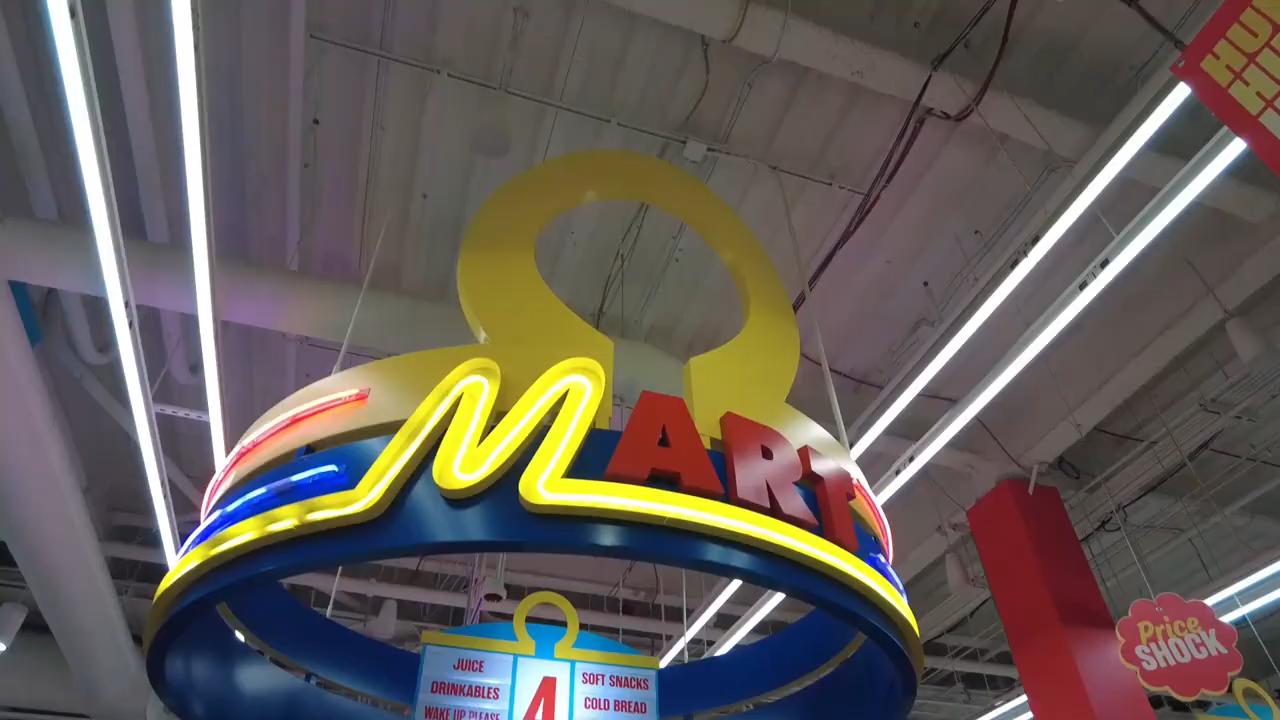 MART
Price
SHOCK
JUICE
DRINKABLES
WAKE UP PLEASE
4
SOFT SNACKS
COLD BREAD